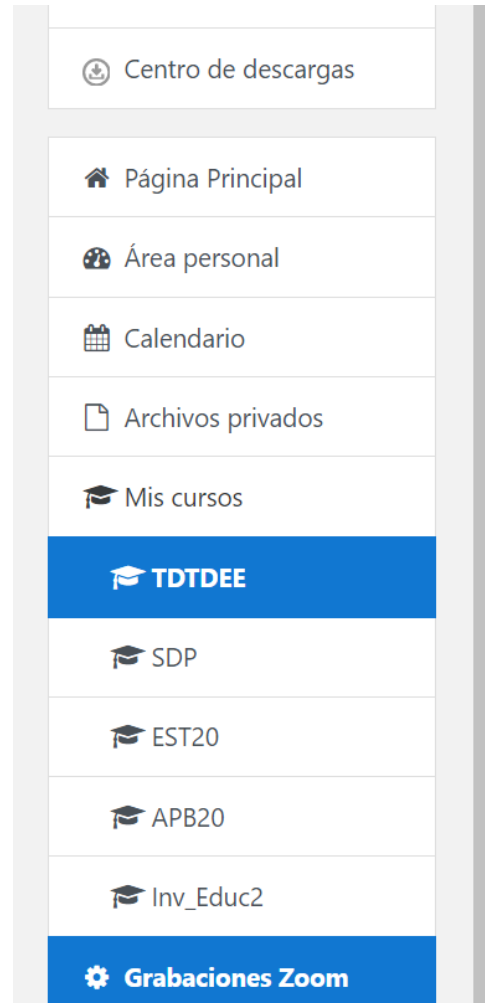 Centro de descargas
Página Principal
Área personal
Calendario
Archivos privados
Mis cursos
TDTDEE
SDP
EST20
APB20
Inv_Educ2
Grabaciones Zoom